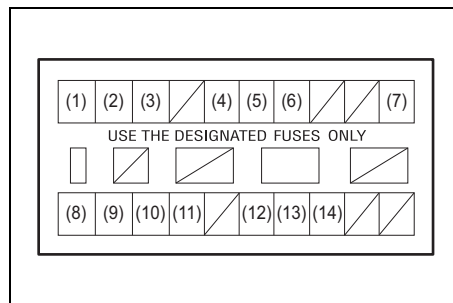 (1) (2) (3) (4) (5) (6) (7)
USE THE DESIGNATED FUSES ONLY
(8) (9) (10) (11) (12) (13) (14)